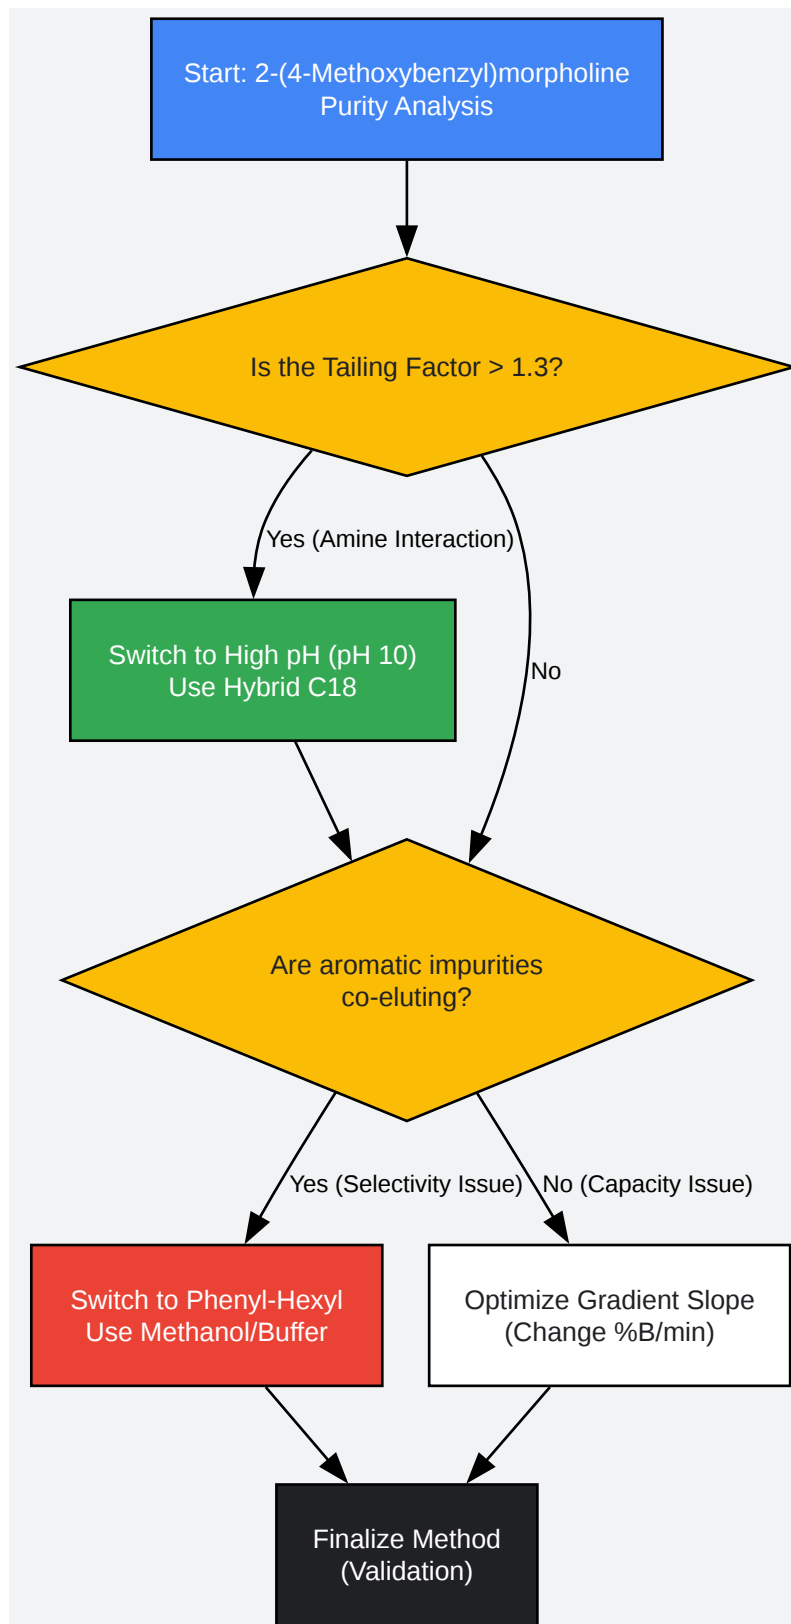 Start: 2-(4-Methoxybenzyl)morpholine
Purity Analysis
Is the Tailing Factor > 1.3?
Yes (Amine Interaction)
Switch to High pH (pH 10)
Use Hybrid C18
No
Are aromatic impurities
co-eluting?
Yes (Selectivity Issue)
No (Capacity Issue)
Switch to Phenyl-Hexyl
Use Methanol/Buffer
Optimize Gradient Slope
(Change %B/min)
Finalize Method
(Validation)